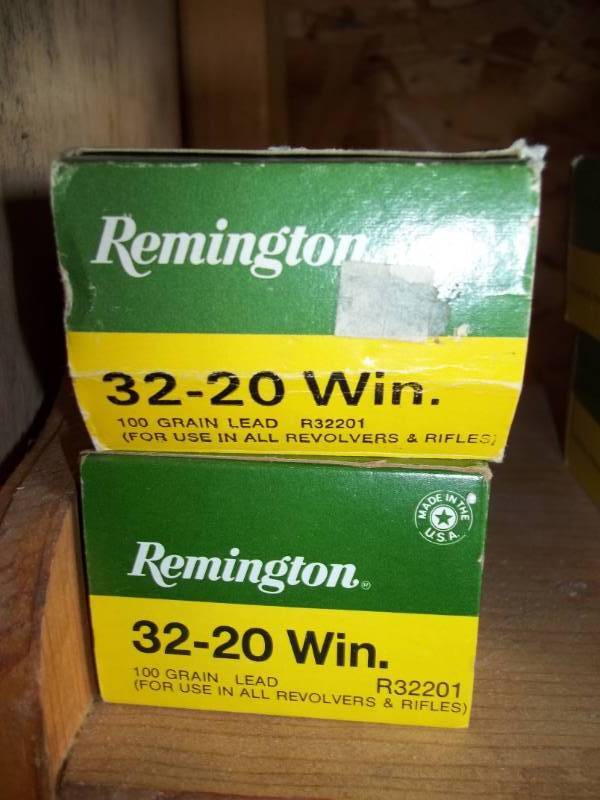 Remington
32-20 Win.
100 GRAIN LEAD R32201
(FOR USE IN ALL REVOLVERS & RIFLES)
MADE IN THE
U.S.A.
Remington®
32-20 Win.
100 GRAIN LEAD R32201
(FOR USE IN ALL REVOLVERS & RIFLES)